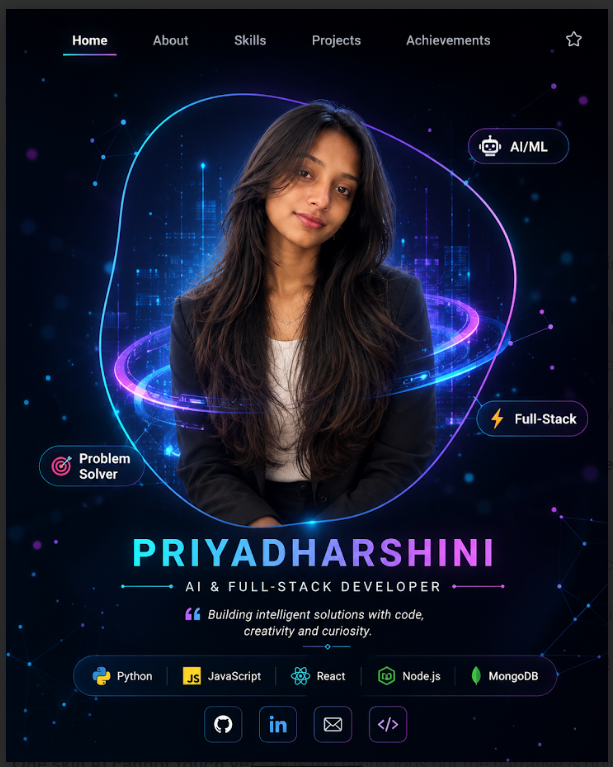 Home About Skills Projects Achievements
AI/ML
Full-Stack
Problem
Solver
PRIYADHARSHINI
AI & FULL-STACK DEVELOPER
❝ Building intelligent solutions with code,
creativity and curiosity.
Python JS JavaScript React Node.js MongoDB
in </>